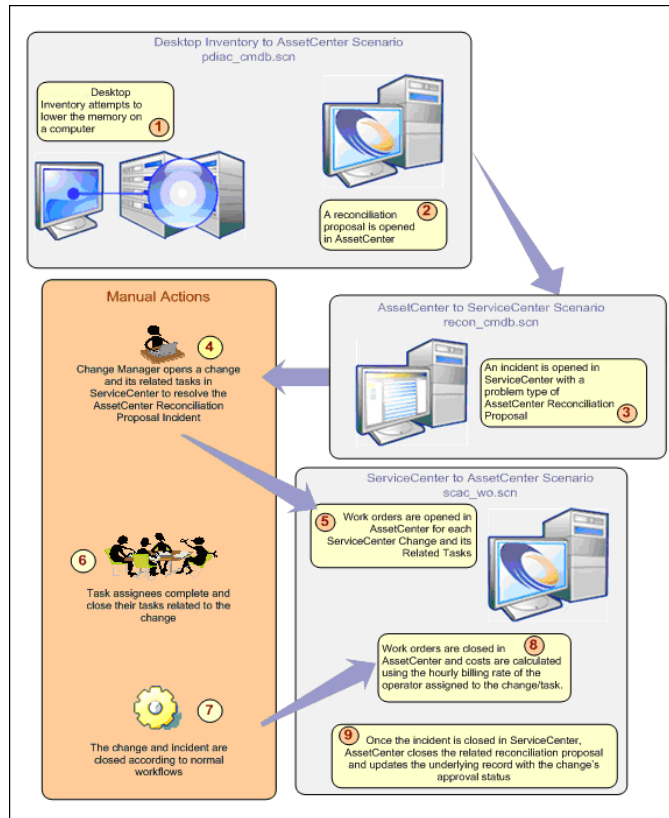 Desktop Inventory to AssetCenter Scenario
pdiac_cmdb.scn
Desktop
Inventory attempts to
lower the memory on
a computer
1
2
A reconciliation
proposal is opened
in AssetCenter
Manual Actions
4
Change Manager opens a change
and its related tasks in
ServiceCenter to resolve the
AssetCenter Reconciliation
Proposal Incident
AssetCenter to ServiceCenter Scenario
recon_cmdb.scn
An incident is opened in
ServiceCenter with a
problem type of
AssetCenter Reconciliation
Proposal
3
ServiceCenter to AssetCenter Scenario
scac_wo.scn
5
Work orders are opened in
AssetCenter for each
ServiceCenter Change and its
Related Tasks
6
Task assignees complete and
close their tasks related to the
change
7
The change and incident are
closed according to normal
workflows
8
Work orders are closed in
AssetCenter and costs are calculated
using the hourly billing rate of the
operator assigned to the change/task.
9
Once the incident is closed in ServiceCenter,
AssetCenter closes the related reconciliation proposal
and updates the underlying record with the change's
approval status